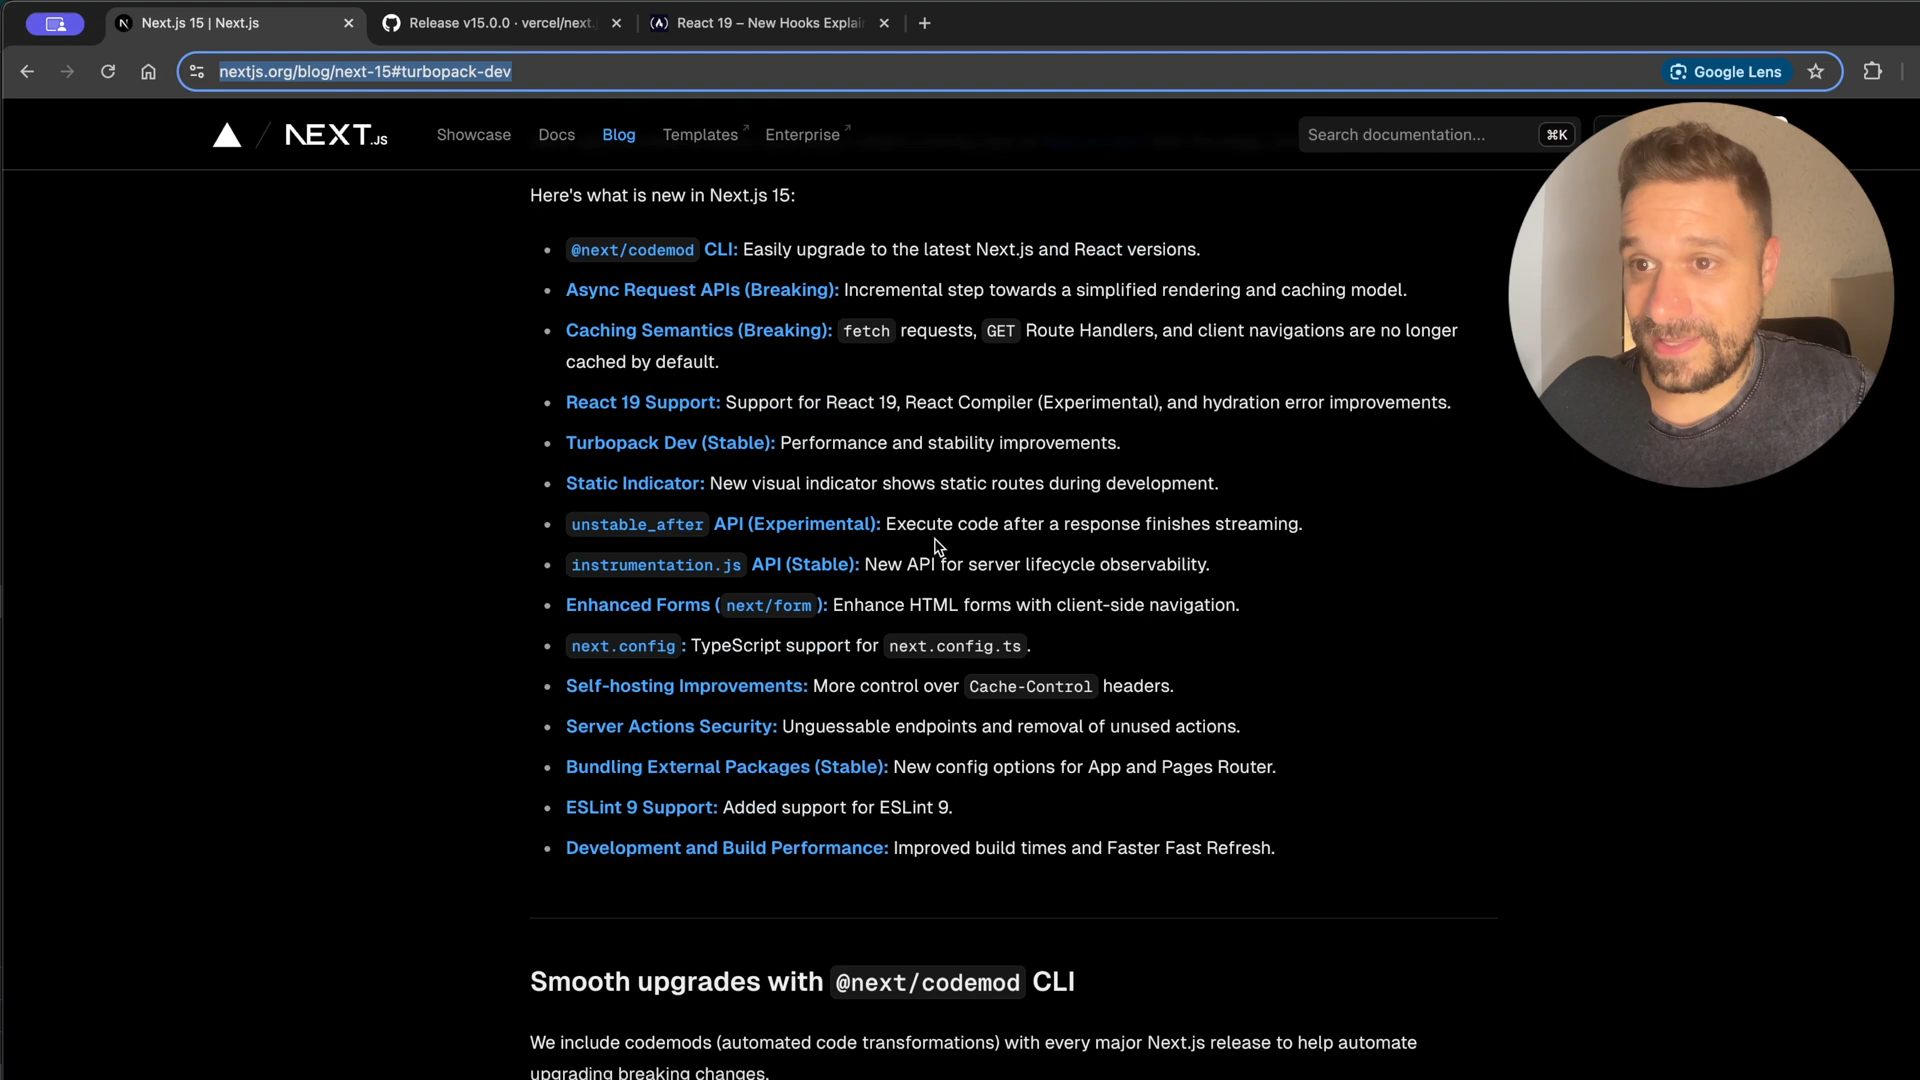 Next.js 15 | Next.js
Release v15.0.0 · vercel/next.
React 19 – New Hooks Explai
nextjs.org/blog/next-15#turbopack-dev
Google Lens
NEXT.JS
Showcase
Docs
Blog
Templates
Enterprise
Search documentation...
⌘K
Here's what is new in Next.js 15:
• @next/codemod CLI: Easily upgrade to the latest Next.js and React versions.
• Async Request APIs (Breaking): Incremental step towards a simplified rendering and caching model.
• Caching Semantics (Breaking): fetch requests, GET Route Handlers, and client navigations are no longer
cached by default.
• React 19 Support: Support for React 19, React Compiler (Experimental), and hydration error improvements.
• Turbopack Dev (Stable): Performance and stability improvements.
• Static Indicator: New visual indicator shows static routes during development.
• unstable_after API (Experimental): Execute code after a response finishes streaming.
• instrumentation.js API (Stable): New API for server lifecycle observability.
• Enhanced Forms (next/form): Enhance HTML forms with client-side navigation.
• next.config: TypeScript support for next.config.ts.
• Self-hosting Improvements: More control over Cache-Control headers.
• Server Actions Security: Unguessable endpoints and removal of unused actions.
• Bundling External Packages (Stable): New config options for App and Pages Router.
• ESLint 9 Support: Added support for ESLint 9.
• Development and Build Performance: Improved build times and Faster Fast Refresh.
Smooth upgrades with @next/codemod CLI
We include codemods (automated code transformations) with every major Next.js release to help automate
upgrading breaking changes.